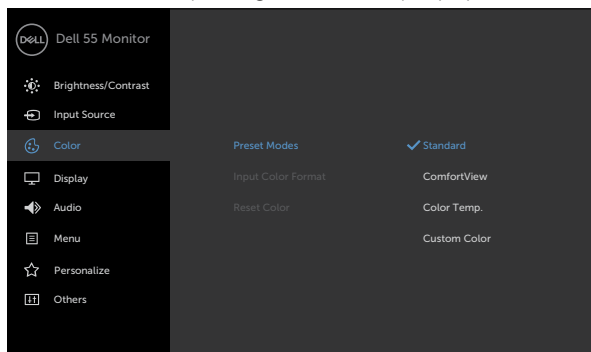 DELL Dell 55 Monitor
Brightness/Contrast
Input Source
Color Preset Modes Standard
Display Input Color Format ComfortView
Audio Reset Color Color Temp.
Menu Custom Color
Personalize
Others